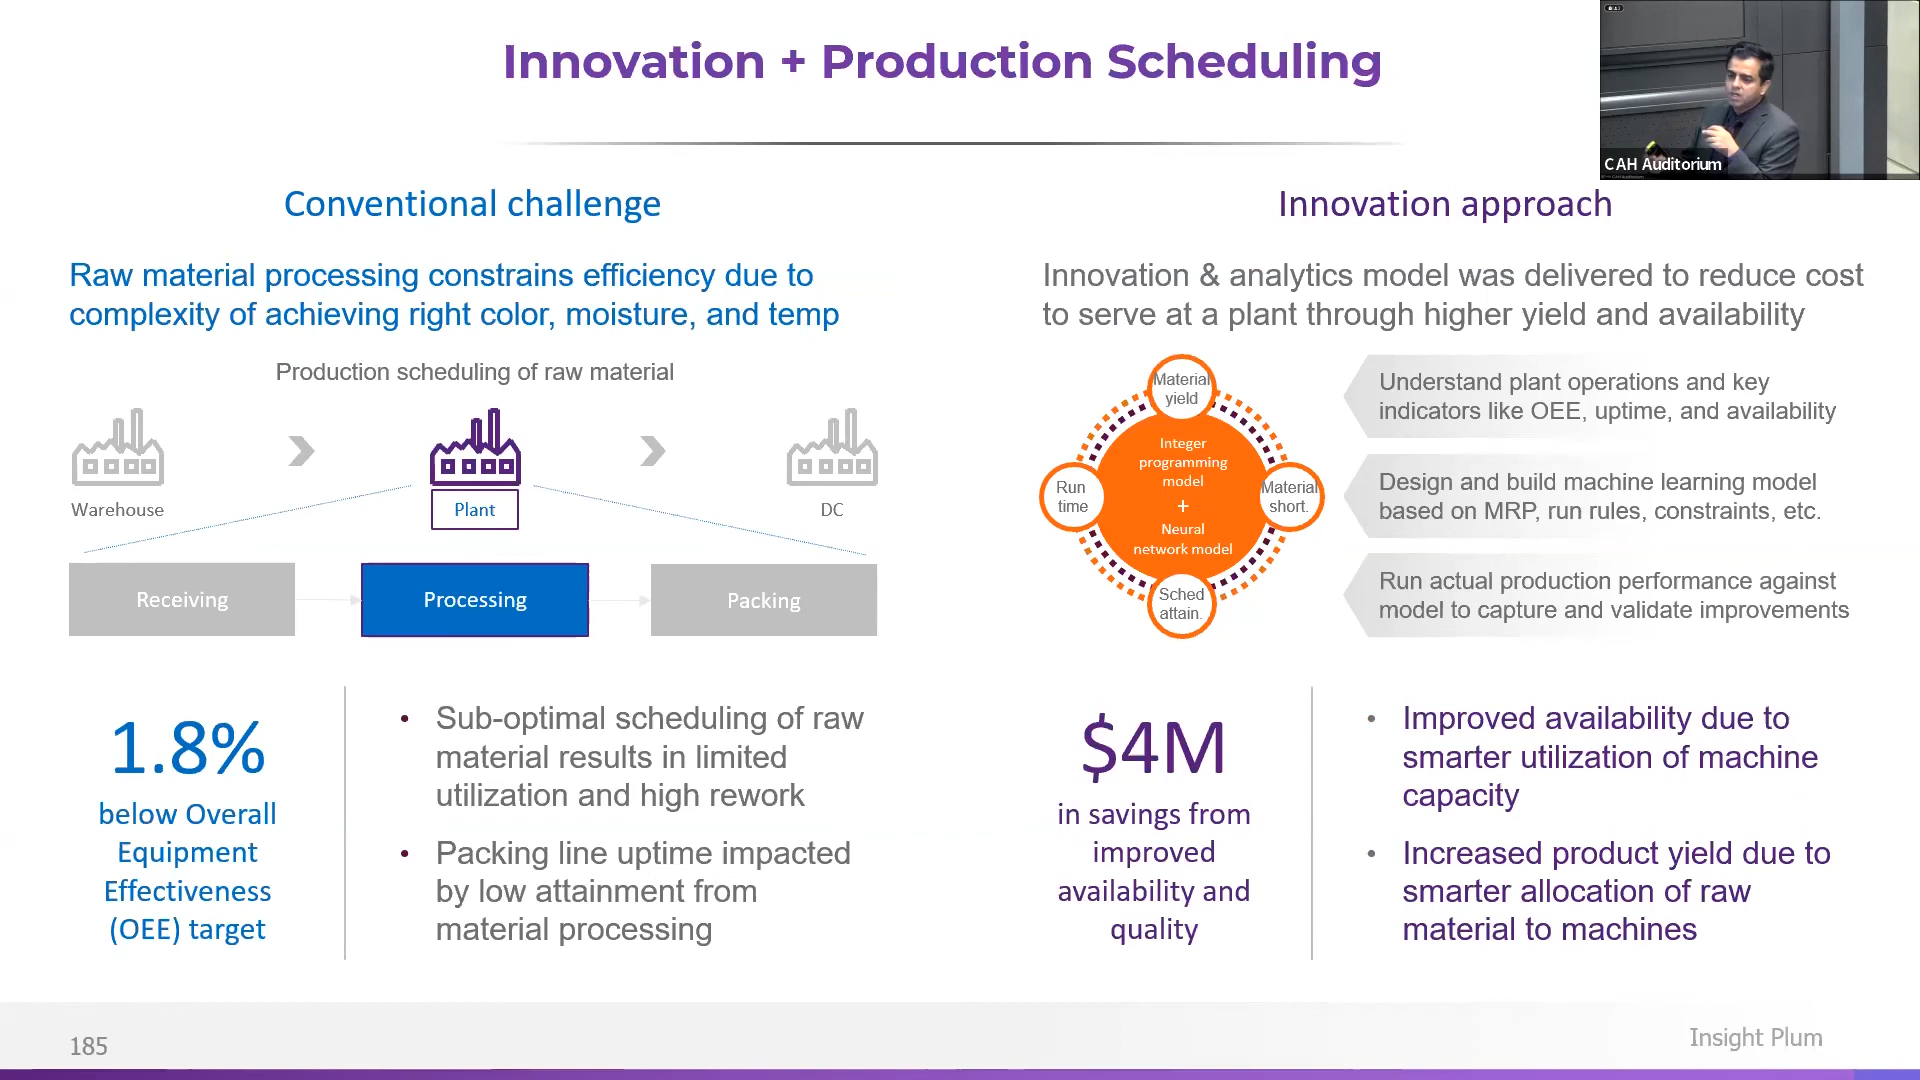 Innovation + Production Scheduling
CAH Auditorium
Conventional challenge
Raw material processing constrains efficiency due to
complexity of achieving right color, moisture, and temp
Production scheduling of raw material
Warehouse
Plant
DC
Receiving
Processing
Packing
1.8%
below Overall
Equipment
Effectiveness
(OEE) target
• Sub-optimal scheduling of raw
material results in limited
utilization and high rework
• Packing line uptime impacted
by low attainment from
material processing
Innovation approach
Innovation & analytics model was delivered to reduce cost
to serve at a plant through higher yield and availability
Material
yield
Run
time
Integer
programming
model
+
Neural
network model
Material
short.
Sched
attain.
Understand plant operations and key
indicators like OEE, uptime, and availability
Design and build machine learning model
based on MRP, run rules, constraints, etc.
Run actual production performance against
model to capture and validate improvements
$4M
in savings from
improved
availability and
quality
• Improved availability due to
smarter utilization of machine
capacity
• Increased product yield due to
smarter allocation of raw
material to machines
185
Insight Plum